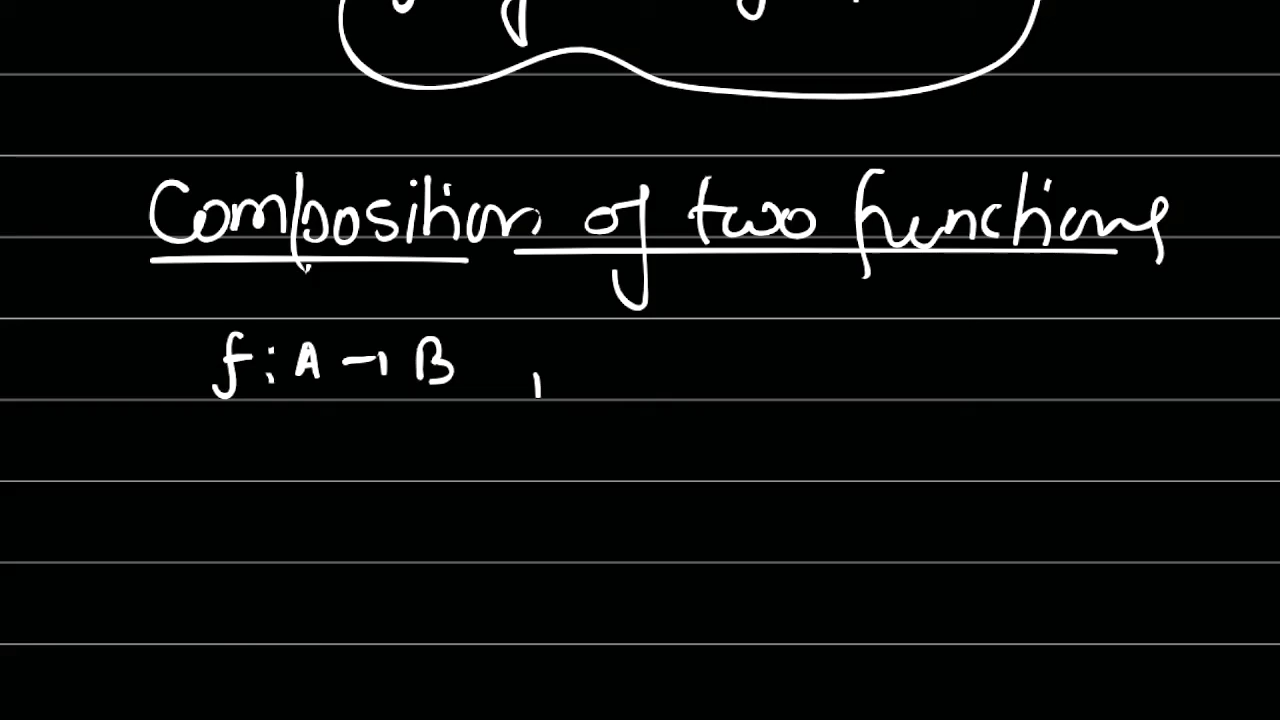 Composition of two functions
f : A → B ,